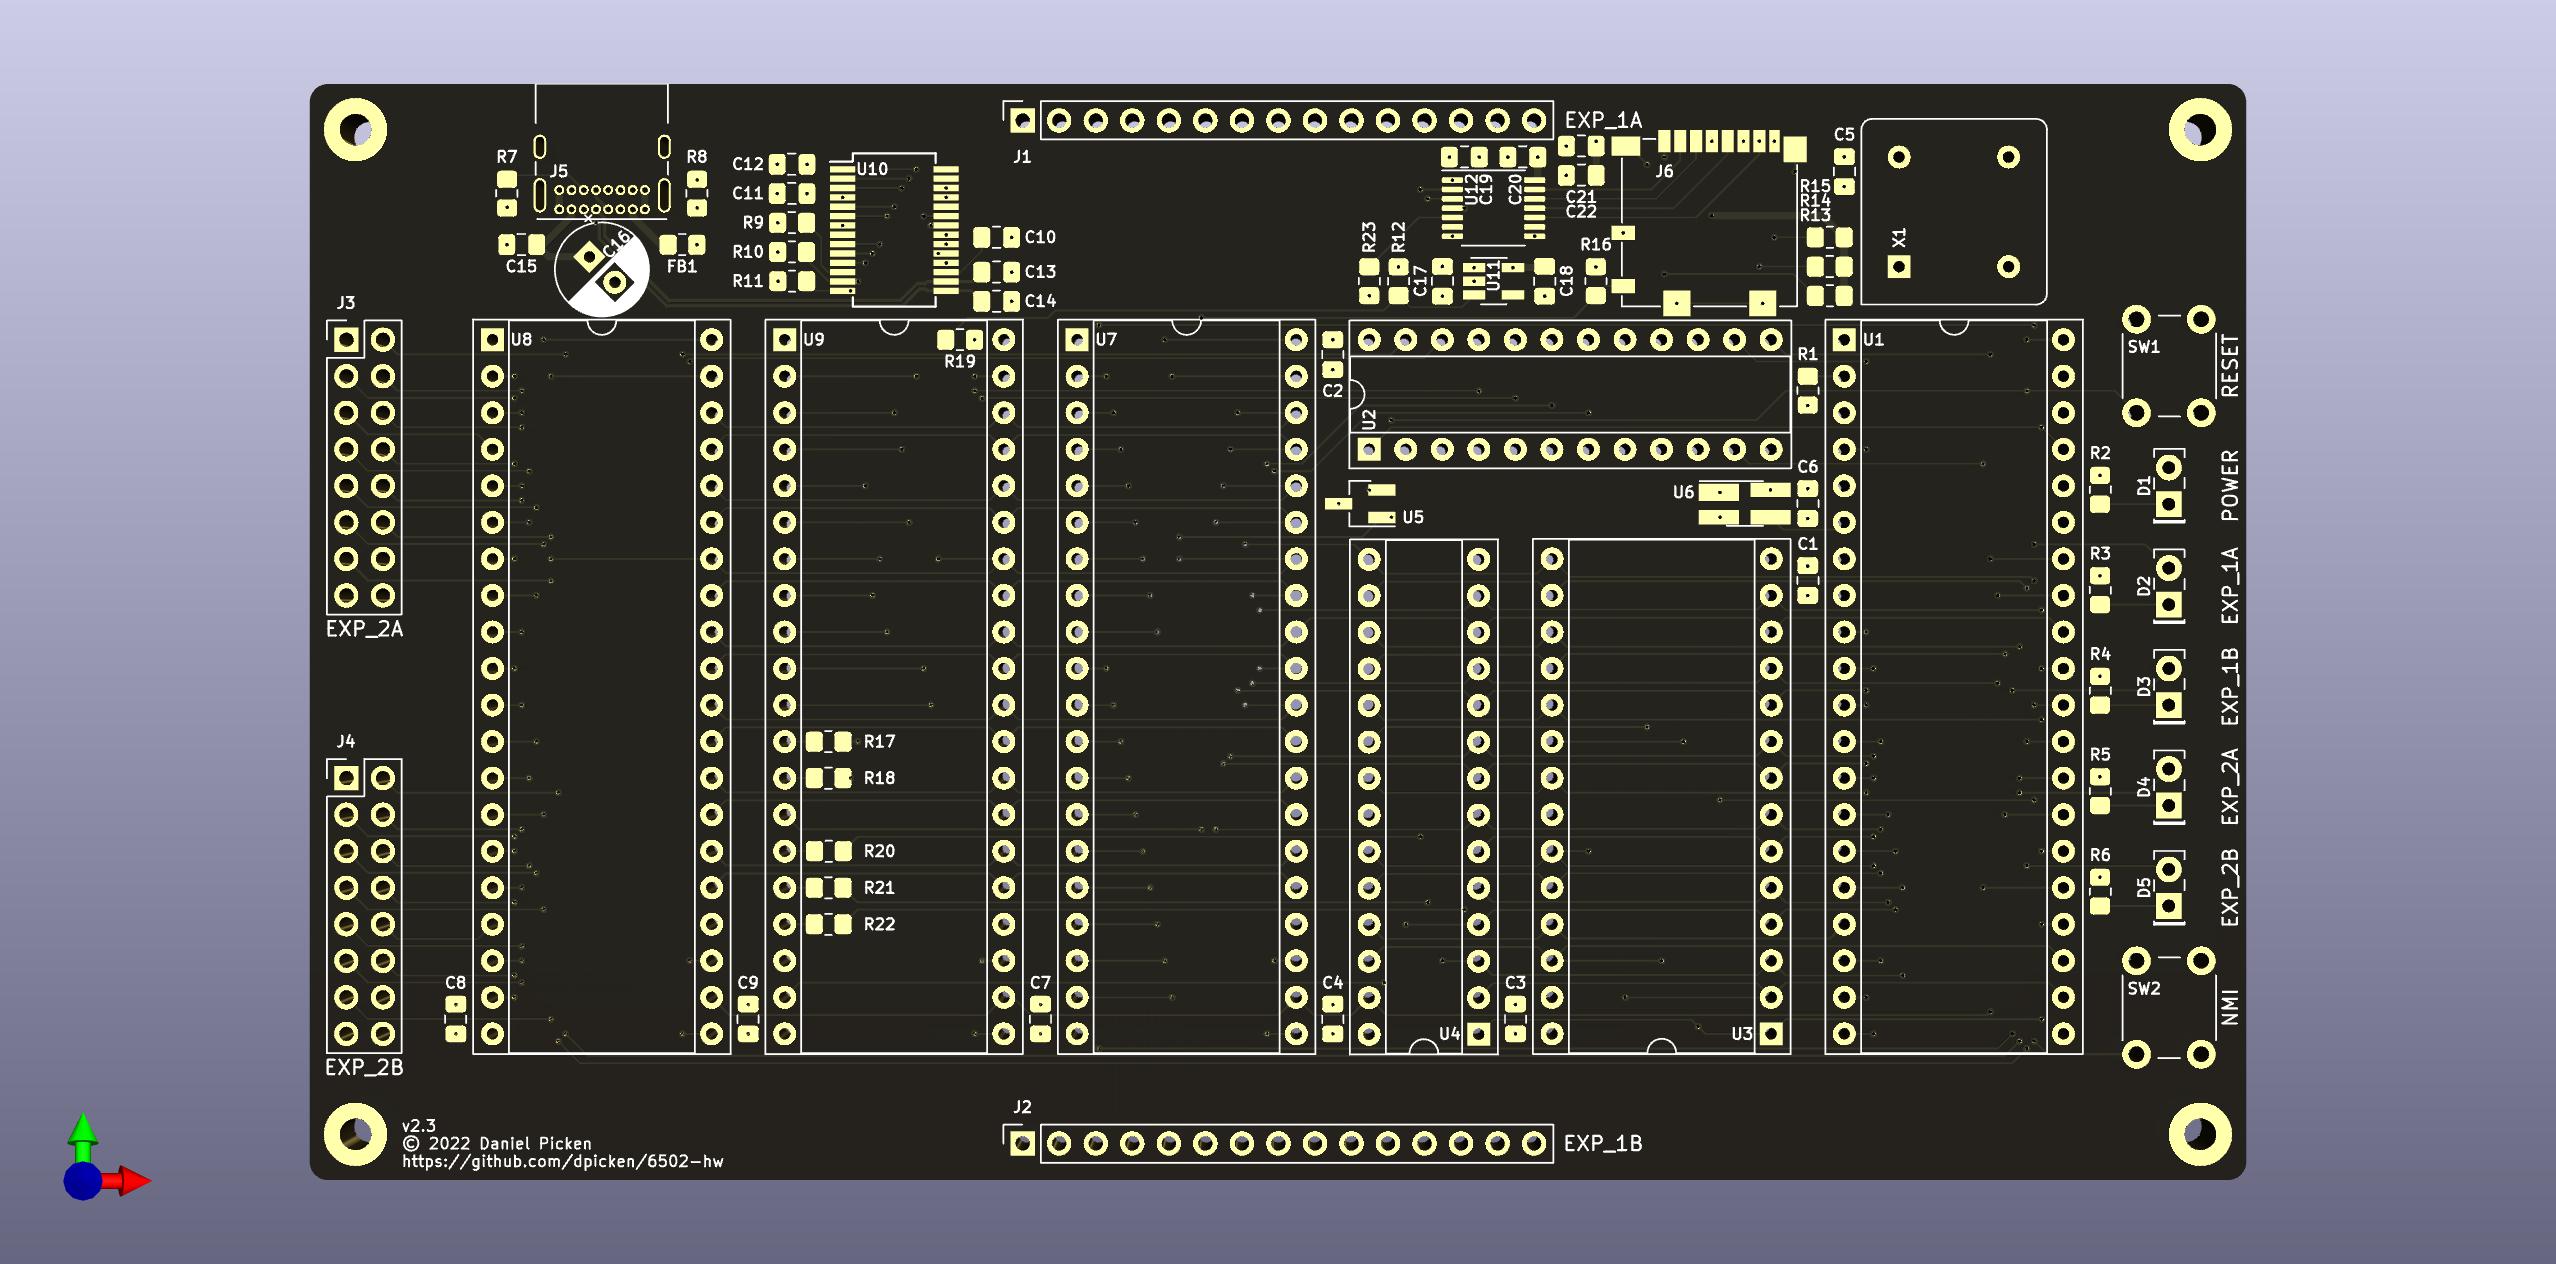 J1
EXP_1A
C5
R7
J5
R8
C12
U10
J6
C11
U12
C19
C20
R15
C21
R14
R9
C22
R13
C16
C10
R23
R12
R16
X1
R10
C15
FB1
C13
R11
C17
U11
C18
C14
J3
U8
U9
R19
U7
C2
U2
R1
U1
SW1
RESET
R2
C6
U6
U5
D1
POWER
C1
R3
D2
EXP_1A
EXP_2A
R4
D3
EXP_1B
J4
R17
R18
R5
D4
EXP_2A
R20
R21
R22
R6
D5
EXP_2B
C8
C9
C7
C4
C3
SW2
NMI
U4
U3
EXP_2B
J2
v2.3
© 2022 Daniel Picken
https://github.com/dpicken/6502-hw
EXP_1B